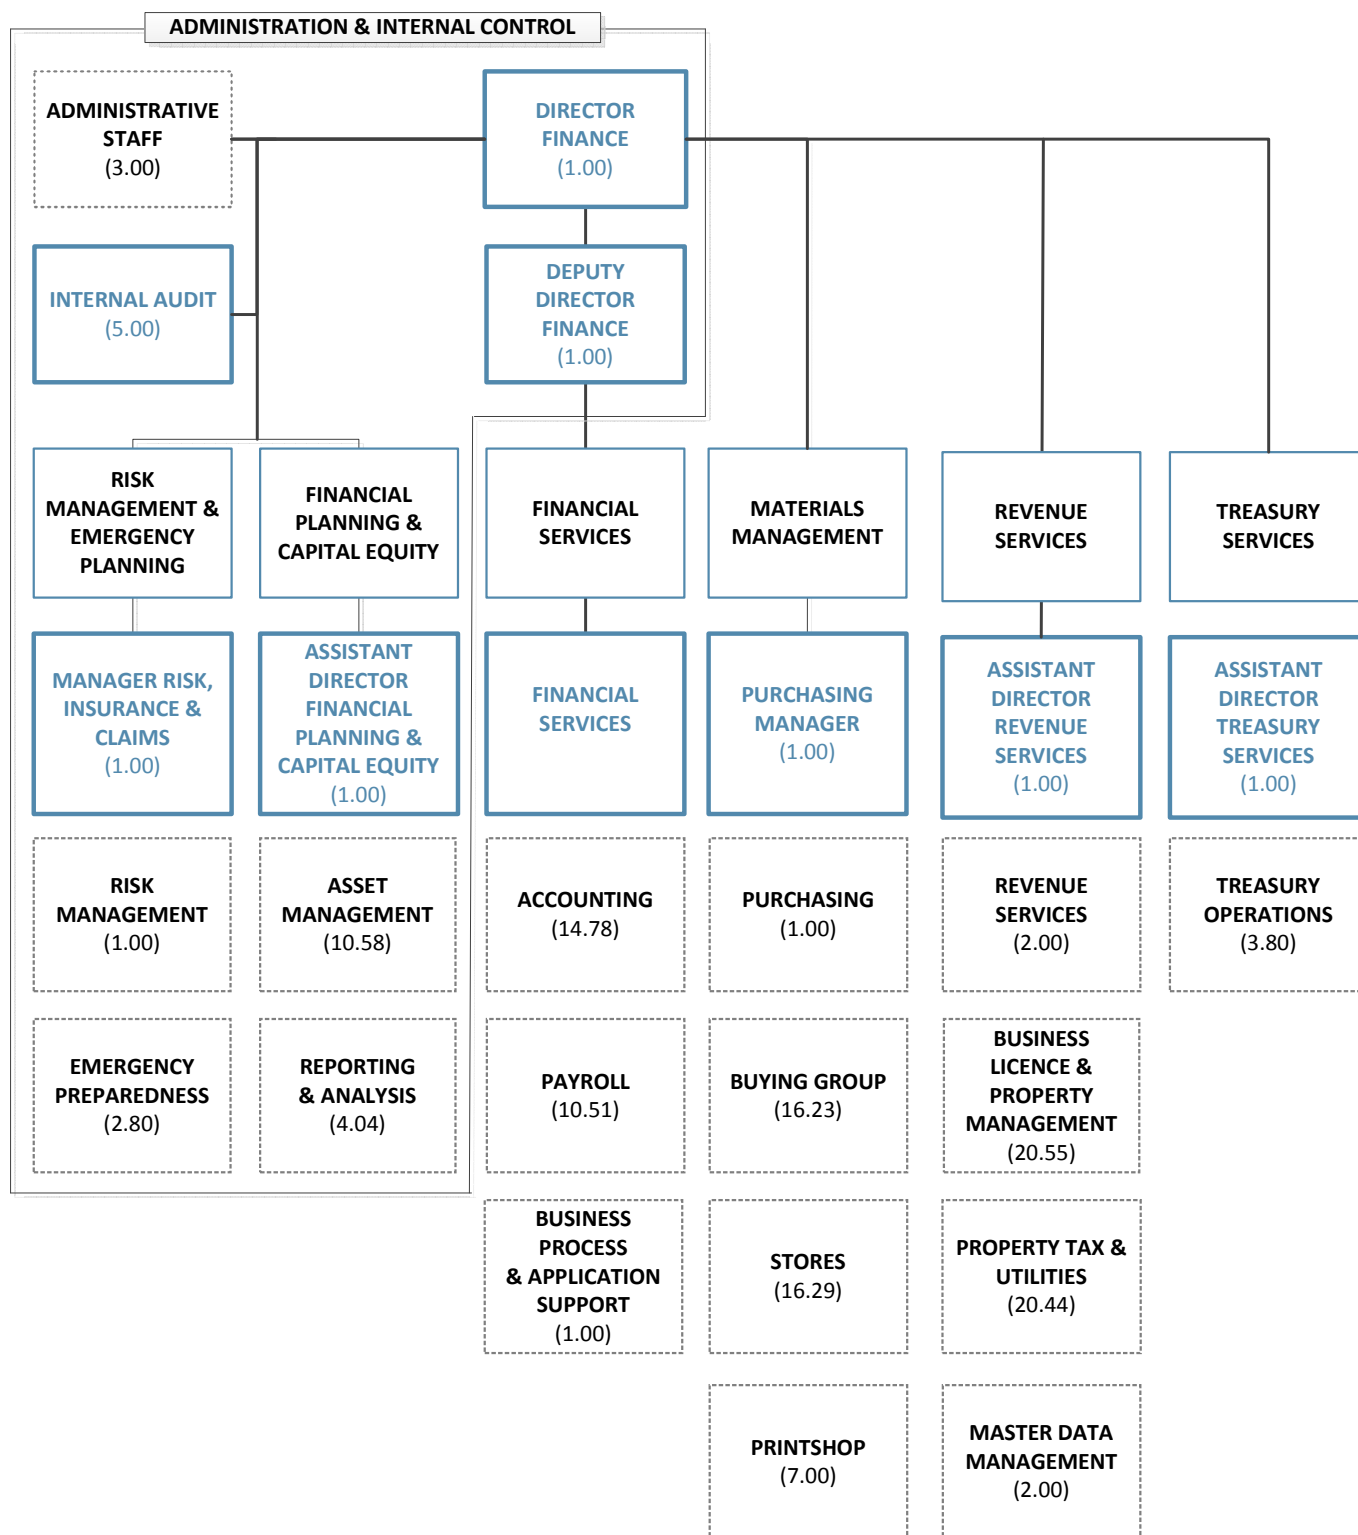 ADMINISTRATION & INTERNAL CONTROL
ADMINISTRATIVE
STAFF
(3.00)
DIRECTOR
FINANCE
(1.00)
INTERNAL AUDIT
(5.00)
DEPUTY
DIRECTOR
FINANCE
(1.00)
RISK
MANAGEMENT &
EMERGENCY
PLANNING
FINANCIAL
PLANNING &
CAPITAL EQUITY
FINANCIAL
SERVICES
MATERIALS
MANAGEMENT
REVENUE
SERVICES
TREASURY
SERVICES
MANAGER RISK,
INSURANCE &
CLAIMS
(1.00)
ASSISTANT
DIRECTOR
FINANCIAL
PLANNING &
CAPITAL EQUITY
(1.00)
FINANCIAL
SERVICES
PURCHASING
MANAGER
(1.00)
ASSISTANT
DIRECTOR
REVENUE
SERVICES
(1.00)
ASSISTANT
DIRECTOR
TREASURY
SERVICES
(1.00)
RISK
MANAGEMENT
(1.00)
ASSET
MANAGEMENT
(10.58)
ACCOUNTING
(14.78)
PURCHASING
(1.00)
REVENUE
SERVICES
(2.00)
TREASURY
OPERATIONS
(3.80)
EMERGENCY
PREPAREDNESS
(2.80)
REPORTING
& ANALYSIS
(4.04)
PAYROLL
(10.51)
BUYING GROUP
(16.23)
BUSINESS
LICENCE &
PROPERTY
MANAGEMENT
(20.55)
BUSINESS
PROCESS
& APPLICATION
SUPPORT
(1.00)
STORES
(16.29)
PROPERTY TAX &
UTILITIES
(20.44)
PRINTSHOP
(7.00)
MASTER DATA
MANAGEMENT
(2.00)